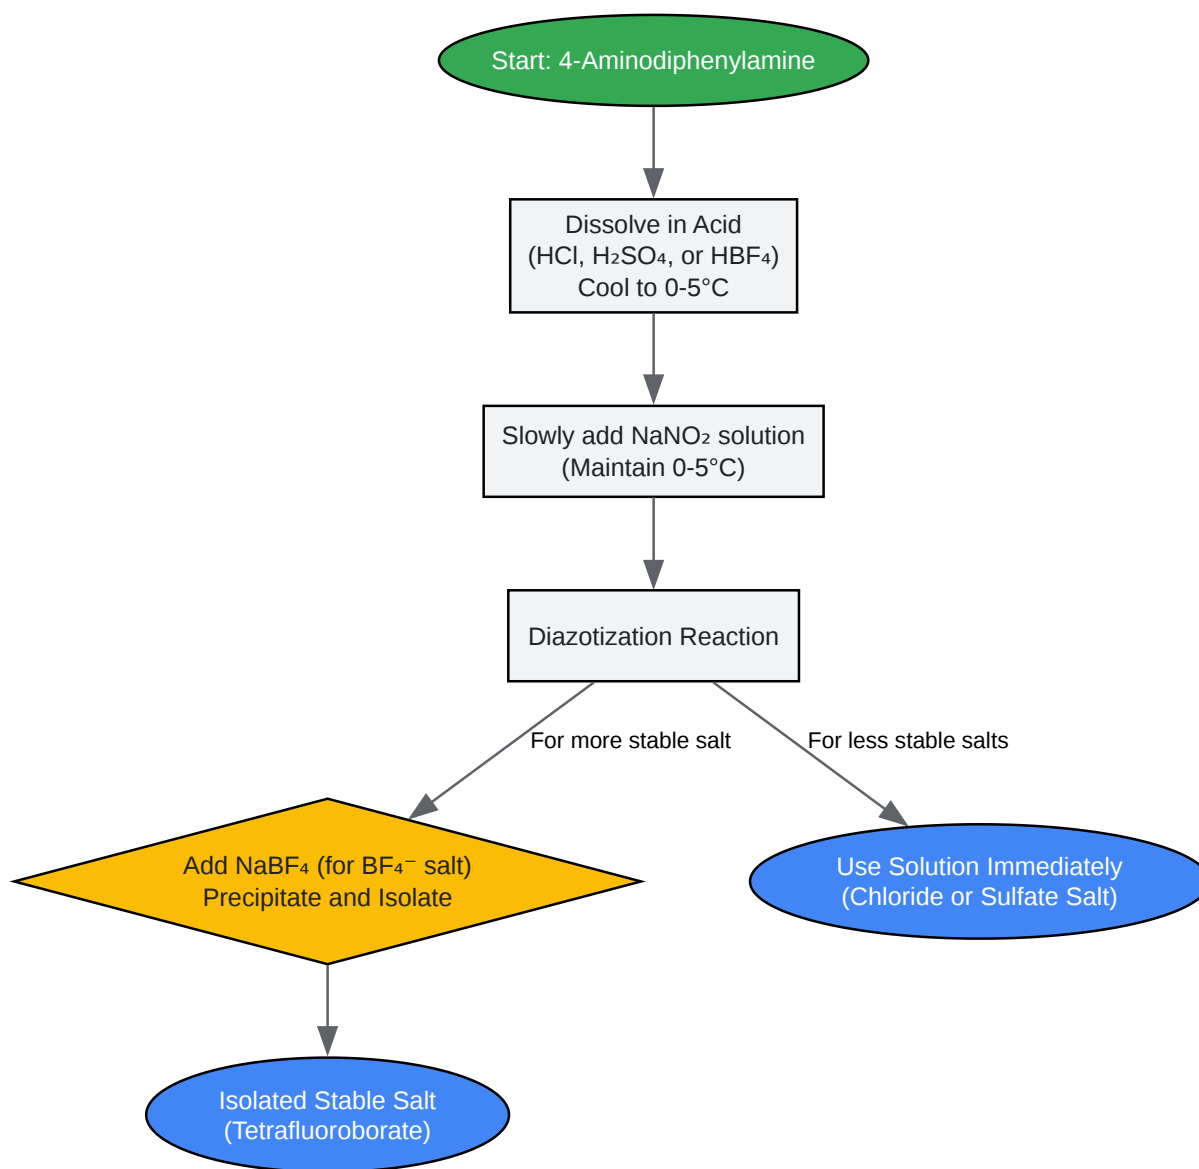 Start: 4-Aminodiphenylamine
Dissolve in Acid
(HCl, H₂SO₄, or HBF₄)
Cool to 0-5°C
Slowly add NaNO₂ solution
(Maintain 0-5°C)
Diazotization Reaction
For more stable salt
For less stable salts
Add NaBF₄ (for BF₄⁻ salt)
Precipitate and Isolate
Use Solution Immediately
(Chloride or Sulfate Salt)
Isolated Stable Salt
(Tetrafluoroborate)